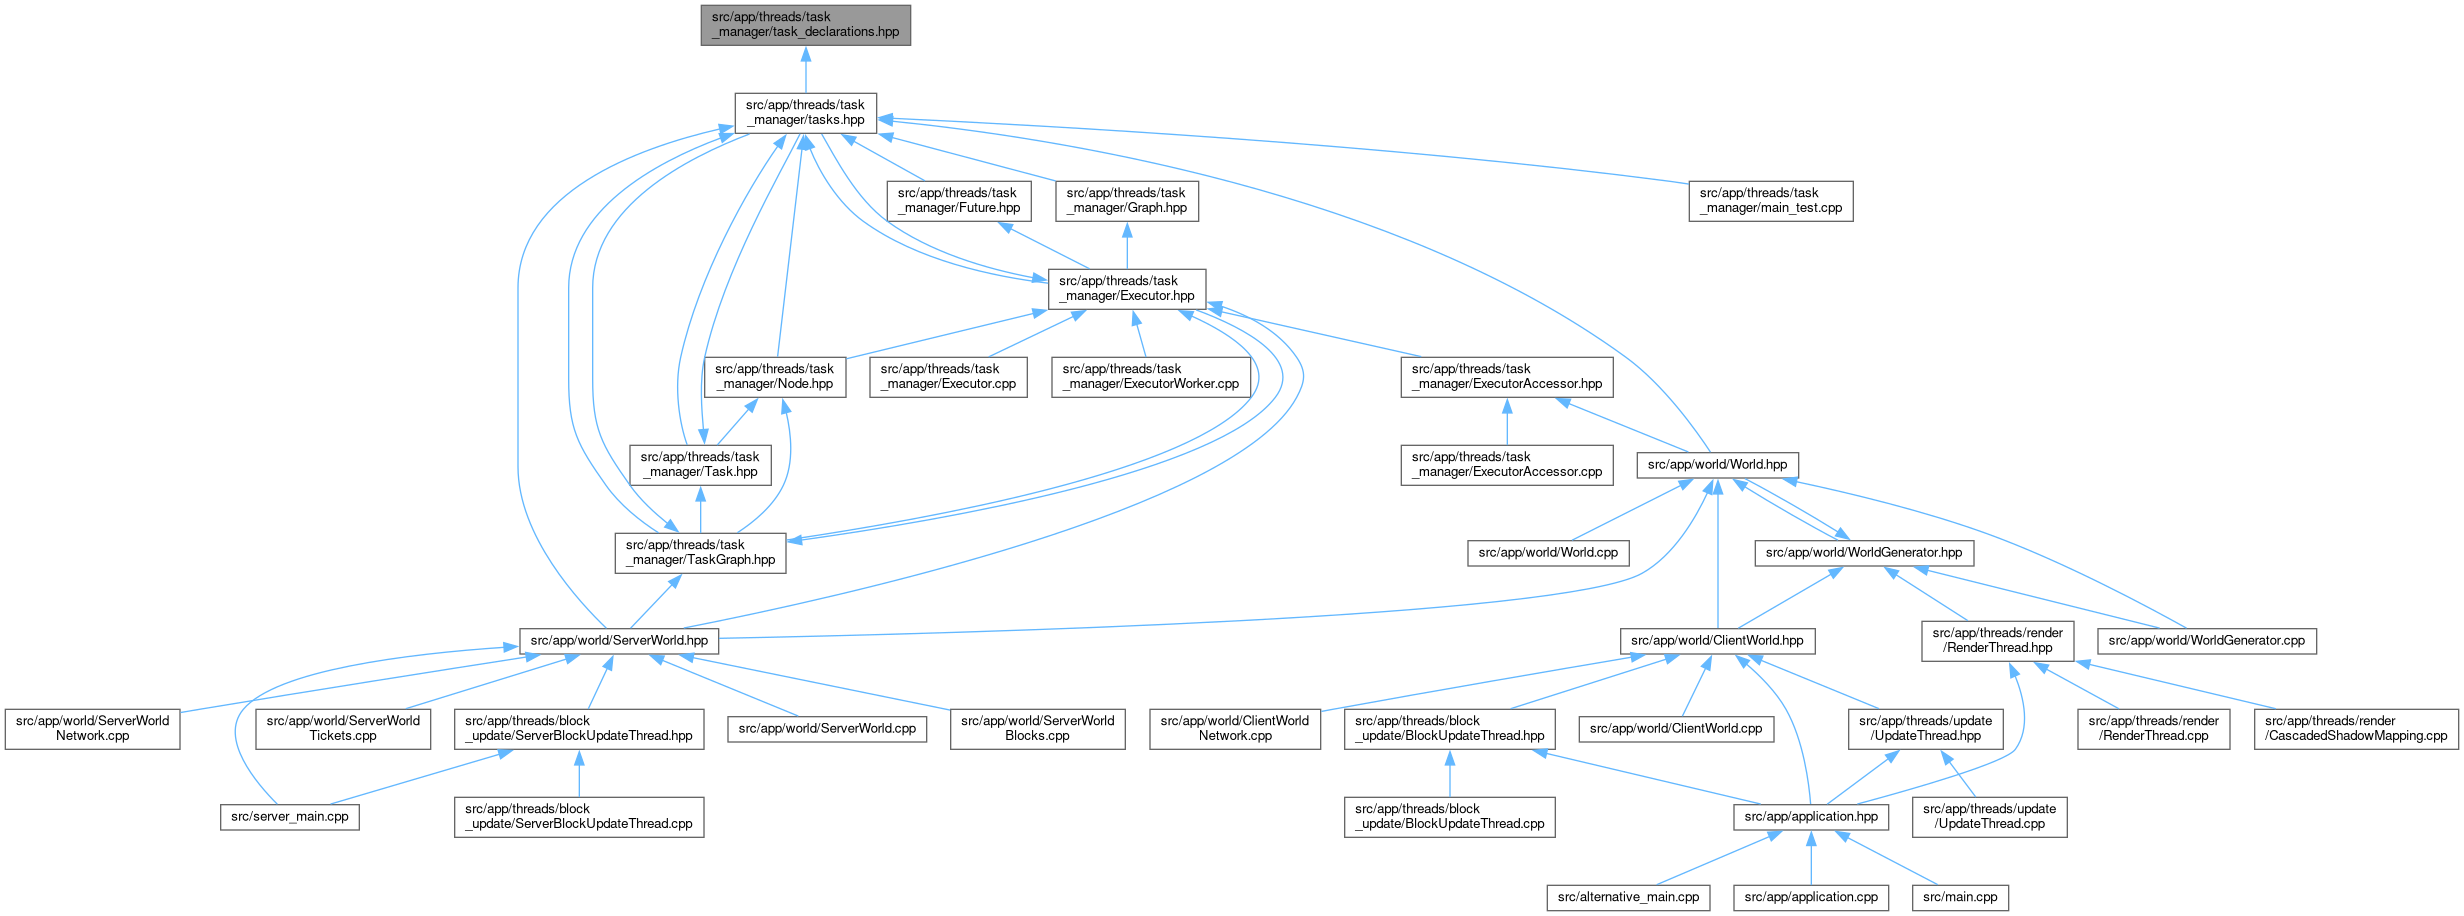 src/app/threads/task
_manager/task_declarations.hpp
src/app/threads/task
_manager/tasks.hpp
src/app/threads/task
_manager/Future.hpp
src/app/threads/task
_manager/Graph.hpp
src/app/threads/task
_manager/main_test.cpp
src/app/threads/task
_manager/Executor.hpp
src/app/threads/task
_manager/Node.hpp
src/app/threads/task
_manager/Executor.cpp
src/app/threads/task
_manager/ExecutorWorker.cpp
src/app/threads/task
_manager/ExecutorAccessor.hpp
src/app/threads/task
_manager/Task.hpp
src/app/threads/task
_manager/ExecutorAccessor.cpp
src/app/world/World.hpp
src/app/threads/task
_manager/TaskGraph.hpp
src/app/world/World.cpp
src/app/world/WorldGenerator.hpp
src/app/world/ServerWorld.hpp
src/app/world/ClientWorld.hpp
src/app/threads/render
/RenderThread.hpp
src/app/world/WorldGenerator.cpp
src/app/world/ServerWorld
Network.cpp
src/app/world/ServerWorld
Tickets.cpp
src/app/threads/block
_update/ServerBlockUpdateThread.hpp
src/app/world/ServerWorld.cpp
src/app/world/ServerWorld
Blocks.cpp
src/app/world/ClientWorld
Network.cpp
src/app/threads/block
_update/BlockUpdateThread.hpp
src/app/world/ClientWorld.cpp
src/app/threads/update
/UpdateThread.hpp
src/app/threads/render
/RenderThread.cpp
src/app/threads/render
/CascadedShadowMapping.cpp
src/server_main.cpp
src/app/threads/block
_update/ServerBlockUpdateThread.cpp
src/app/threads/block
_update/BlockUpdateThread.cpp
src/app/application.hpp
src/app/threads/update
/UpdateThread.cpp
src/alternative_main.cpp
src/app/application.cpp
src/main.cpp